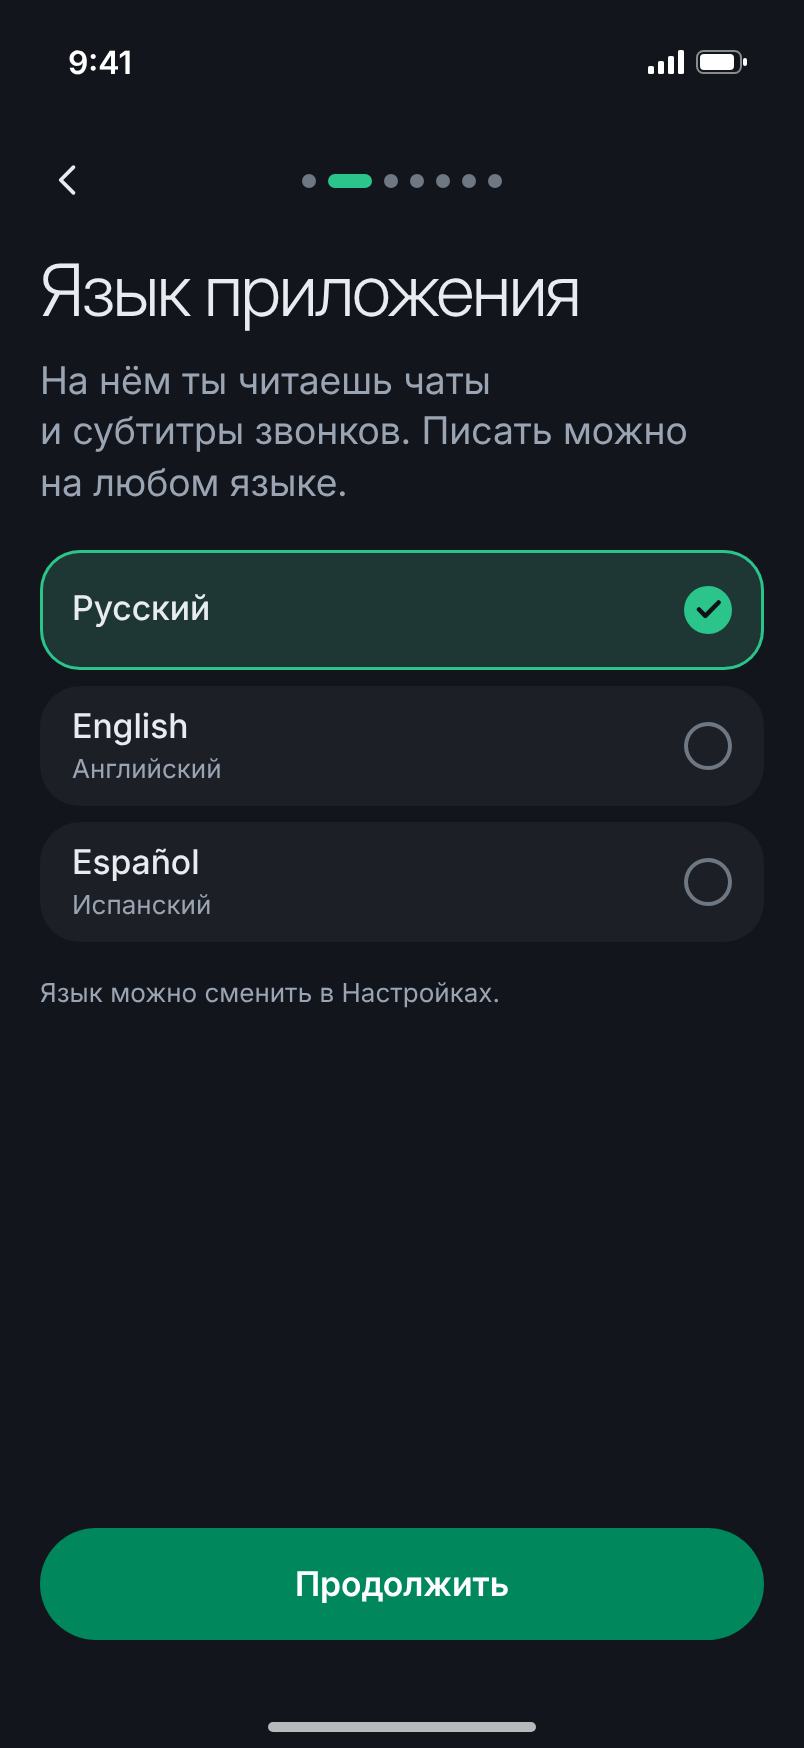 9:41
Язык приложения
На нём ты читаешь чаты
и субтитры звонков. Писать можно
на любом языке.
Русский
English
Английский
Español
Испанский
Язык можно сменить в Настройках.
Продолжить